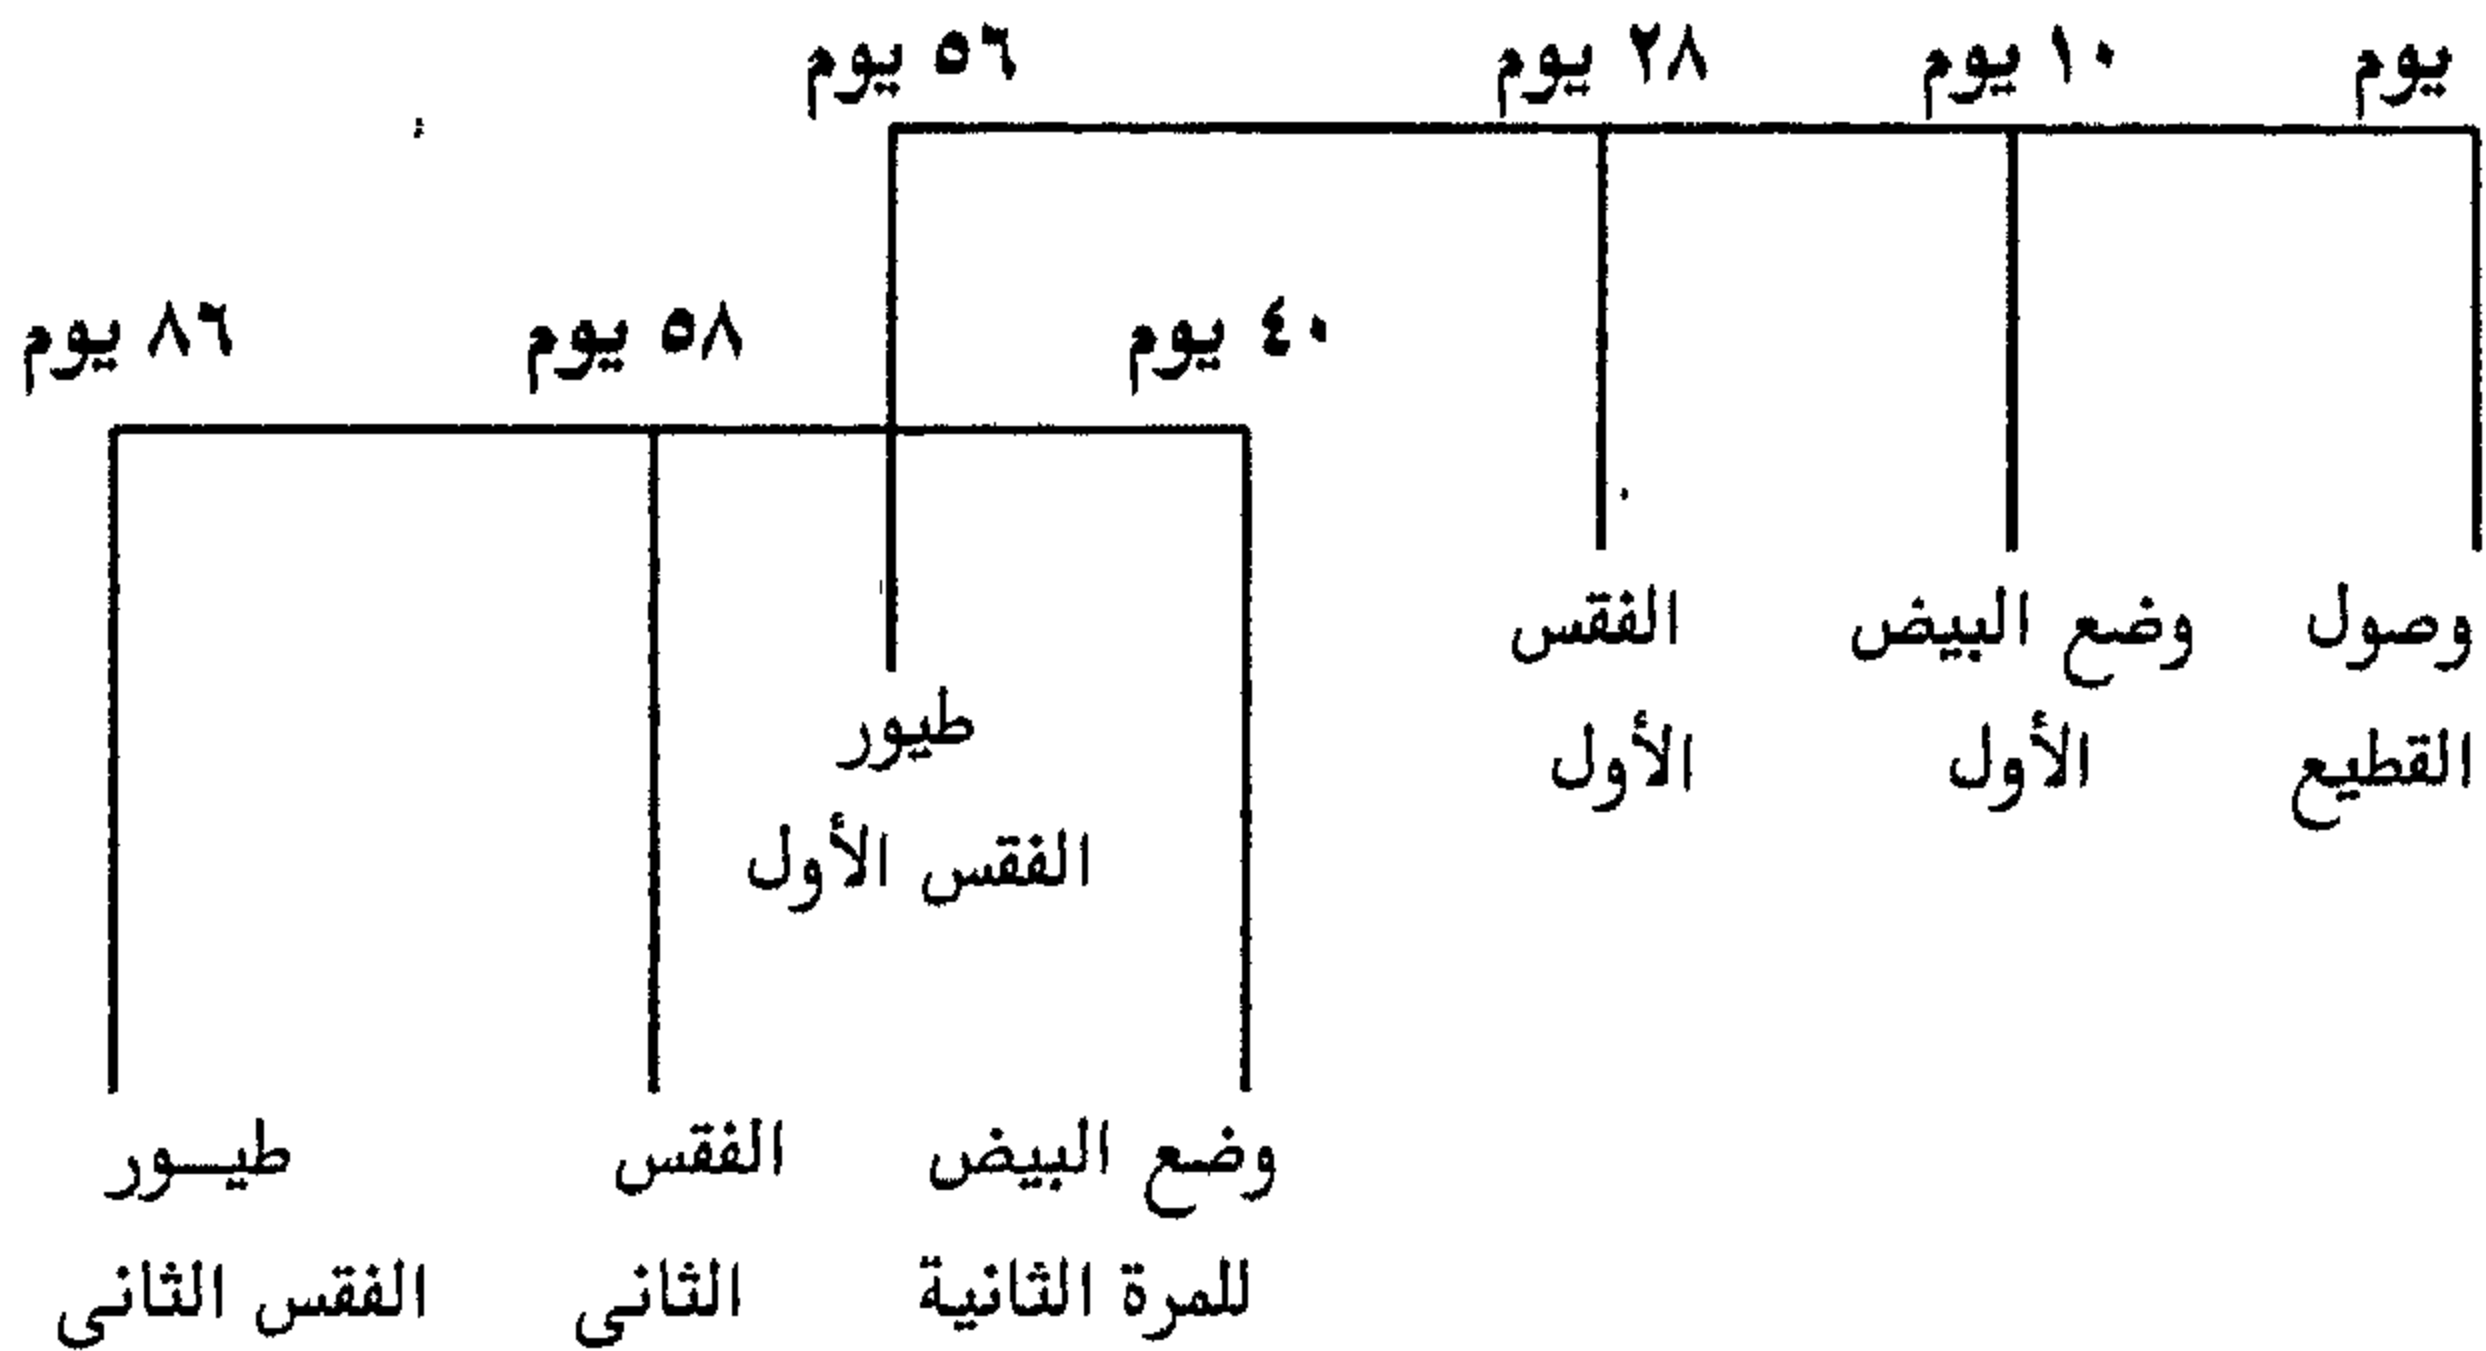 يوم ١٠ يوم ٢٨ يوم ٥٦ يوم
٤٠ يوم ٥٨ يوم ٨٦ يوم
وصول وضع البيض الفقس
القطيع الأول الأول
طيور
الفقس الأول
وضع البيض الفقس طيــور
للمرة الثانية الثانى الفقس الثانى